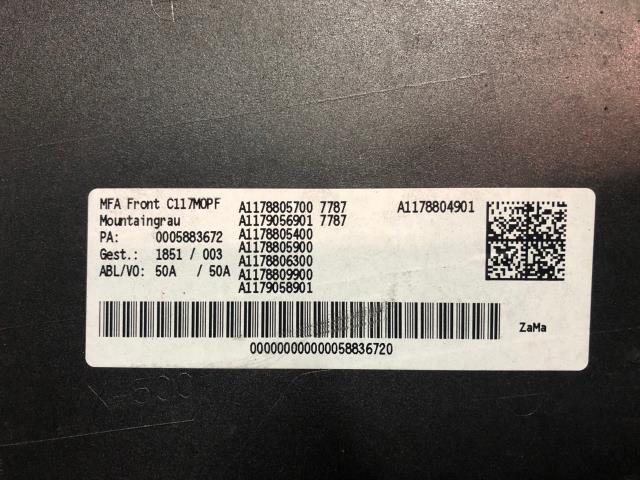 MFA Front C117MOPF
Mountaingrau
PA: 0005883672
Gest.: 1851 / 003
ABL/VO: 50A / 50A
A1178805700 7787
A1179056901 7787
A1178805400
A1178805900
A1178806300
A1178809900
A1179058901
A1178804901
ZaMa
000000000000058836720